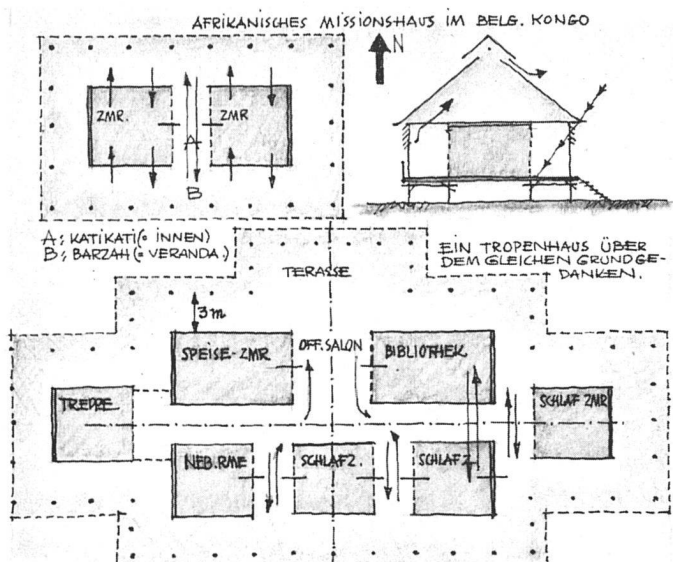 AFRIKANISCHES MISSIONSHAUS IM BELG. KONGO
N
ZMR.
ZMR
A
B
A; KATIKATI (= INNEN)
B; BARZAH (= VERANDA.)
EIN TROPENHAUS ÜBER
DEM GLEICHEN GRUNDGE-
DANKEN.
TERASSE
3m
SPEISE-ZMR
OFF. SALON
BIBLIOTHEK
TREPPE
SCHLAF ZMR
NEB.RME
SCHLAFZ.
SCHLAFZ